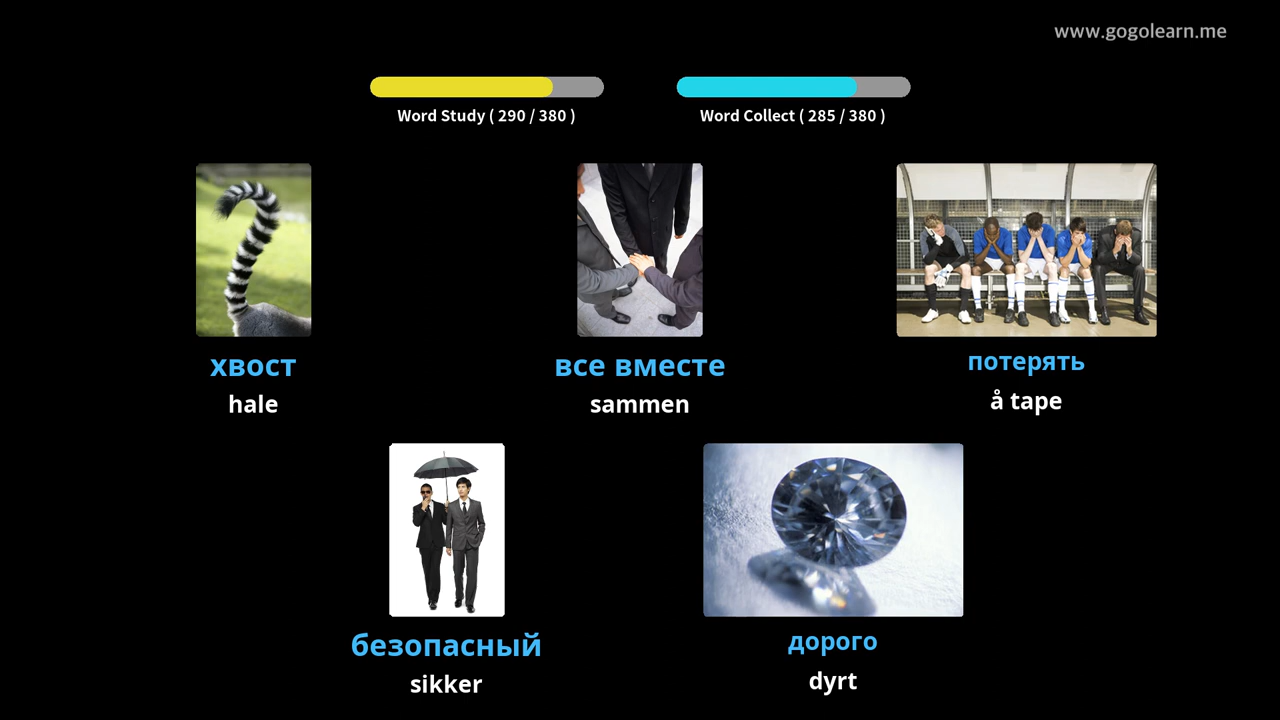 www.gogolearn.me
Word Study ( 290 / 380 )
Word Collect ( 285 / 380 )
хвост
hale
все вместе
sammen
потерять
å tape
безопасный
sikker
дорого
dyrt